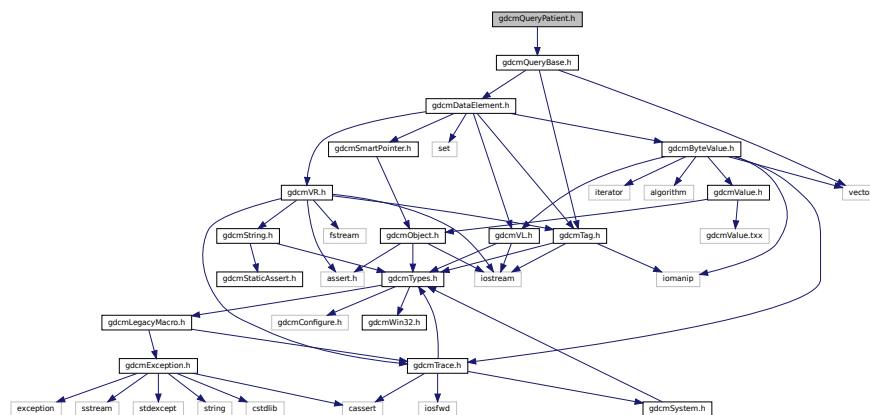 gdcmQueryPatient.h
gdcmQueryBase.h
gdcmDataElement.h
gdcmSmartPointer.h
set
gdcmByteValue.h
gdcmVR.h
iterator
algorithm
gdcmValue.h
gdcmString.h
fstream
gdcmObject.h
gdcmVL.h
gdcmTag.h
gdcmValue.txx
gdcmStaticAssert.h
assert.h
gdcmTypes.h
iostream
iomanip
gdcmLegacyMacro.h
gdcmConfigure.h
gdcmWin32.h
gdcmException.h
gdcmTrace.h
exception
sstream
stdexcept
string
cstdlib
cassert
iosfwd
gdcmSystem.h